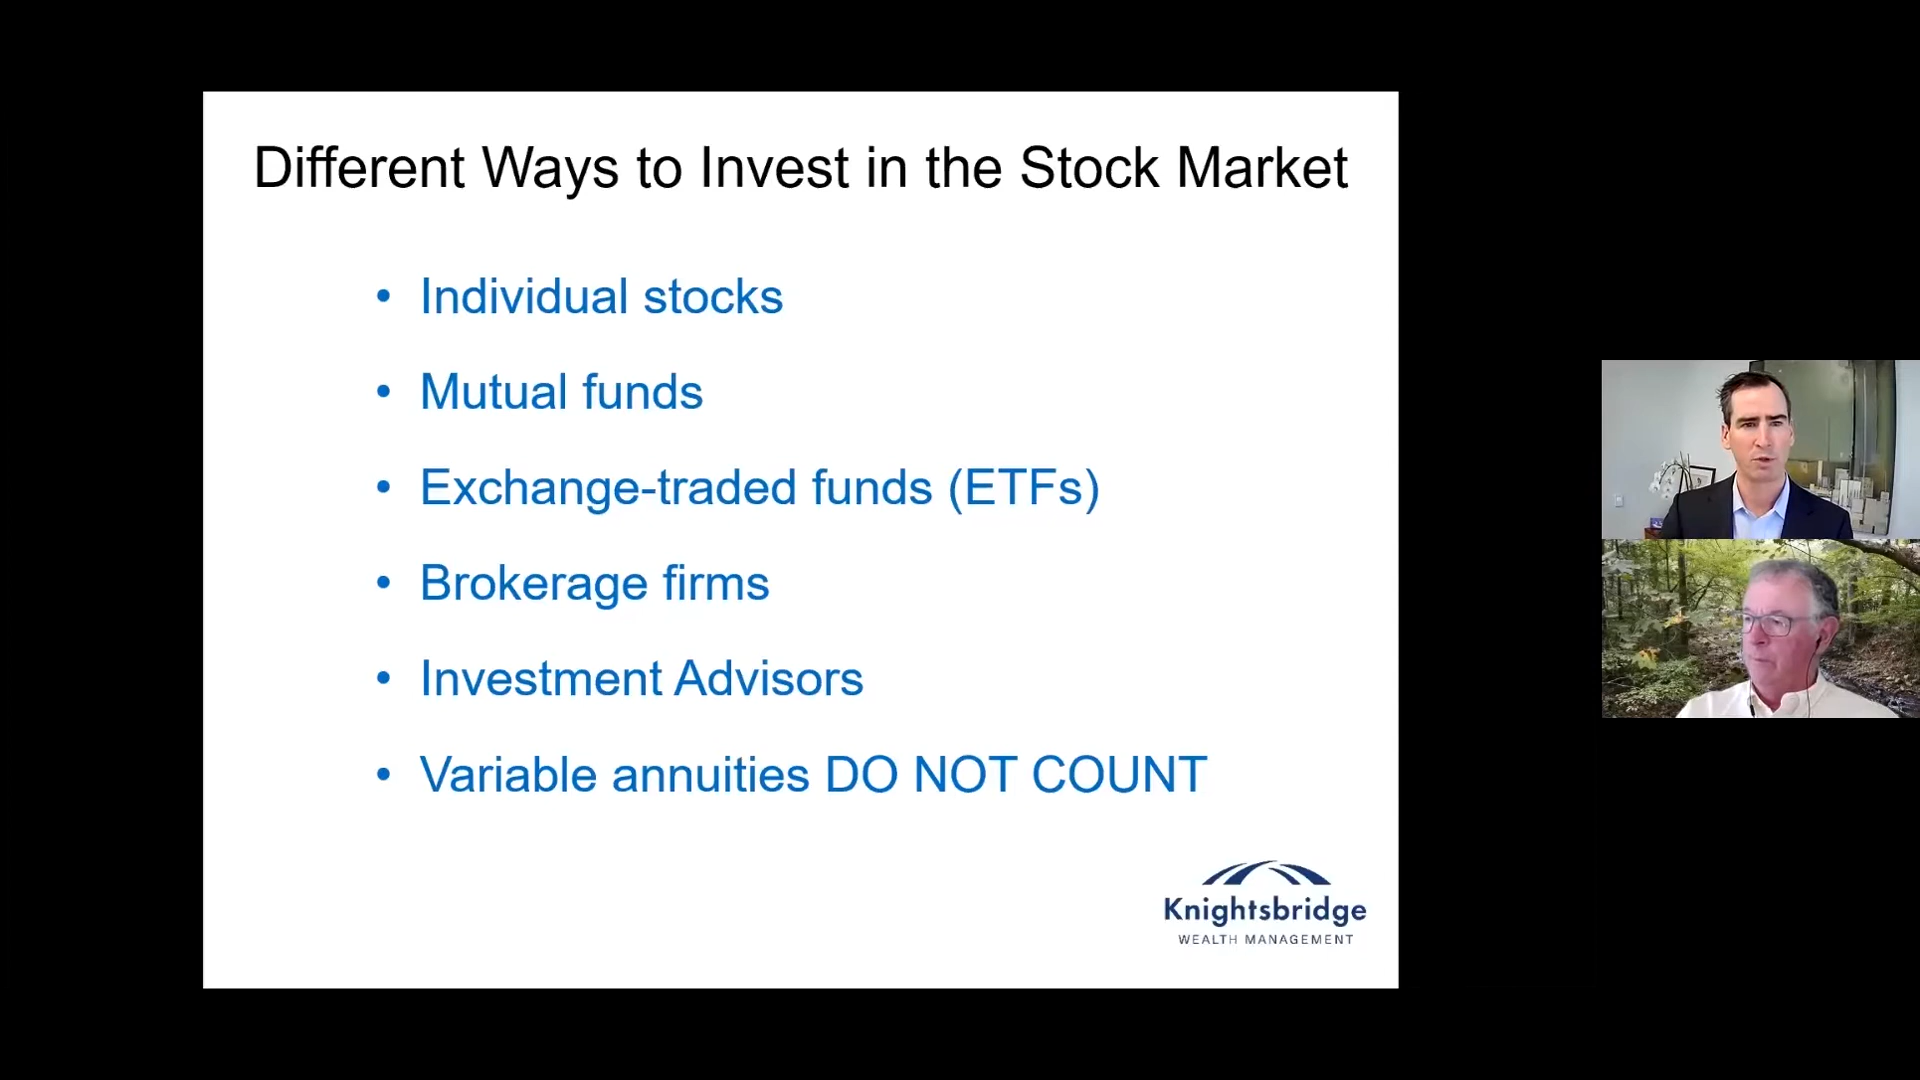 Different Ways to Invest in the Stock Market
• Individual stocks
• Mutual funds
• Exchange-traded funds (ETFs)
• Brokerage firms
• Investment Advisors
• Variable annuities DO NOT COUNT
Knightsbridge
WEALTH MANAGEMENT